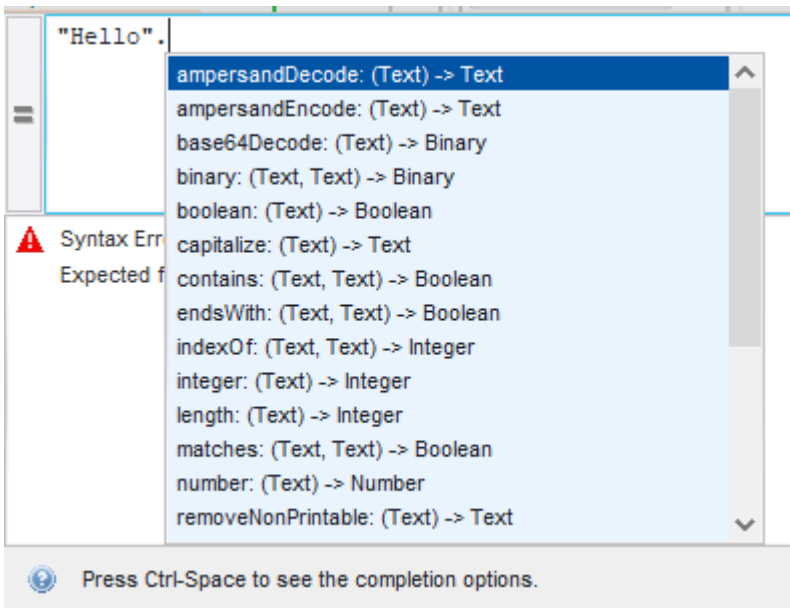 "Hello".
ampersandDecode: (Text) -> Text
ampersandEncode: (Text) -> Text
base64Decode: (Text) -> Binary
binary: (Text, Text) -> Binary
boolean: (Text) -> Boolean
capitalize: (Text) -> Text
contains: (Text, Text) -> Boolean
endsWith: (Text, Text) -> Boolean
indexOf: (Text, Text) -> Integer
integer: (Text) -> Integer
length: (Text) -> Integer
matches: (Text, Text) -> Boolean
number: (Text) -> Number
removeNonPrintable: (Text) -> Text
=
Syntax Err
Expected f
Press Ctrl-Space to see the completion options.